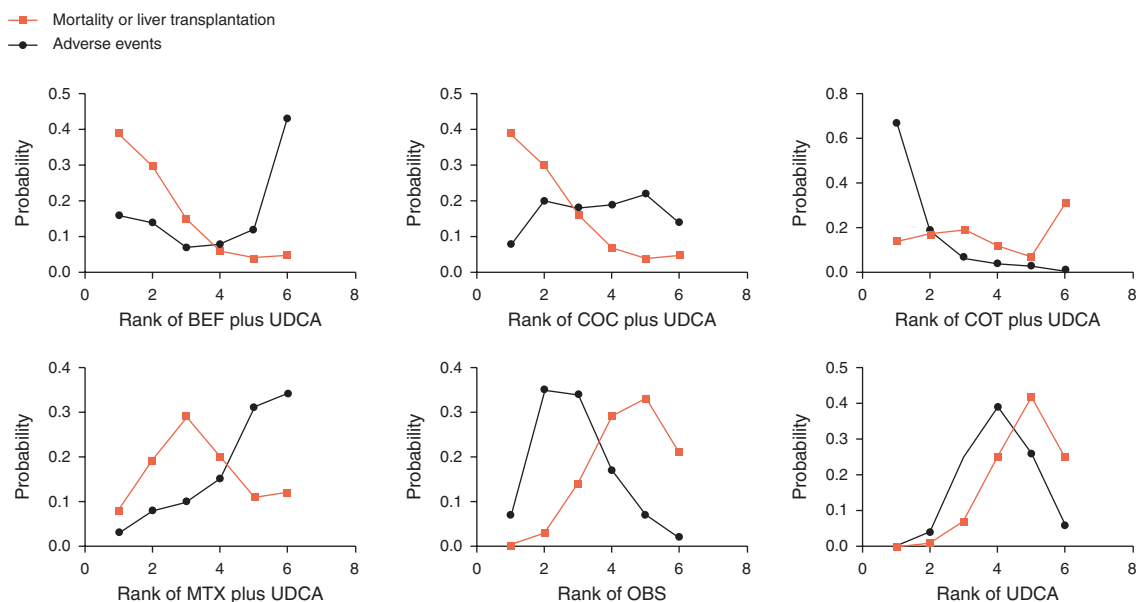 Mortality or liver transplantation
Adverse events
0.5
0.4
0.3
0.2
0.1
0.0
Probability
0 2 4 6 8
Rank of BEF plus UDCA
0.5
0.4
0.3
0.2
0.1
0.0
Probability
0 2 4 6 8
Rank of COC plus UDCA
0.8
0.6
0.4
0.2
0.0
Probability
0 2 4 6 8
Rank of COT plus UDCA
0.4
0.3
0.2
0.1
0.0
Probability
0 2 4 6 8
Rank of MTX plus UDCA
0.4
0.3
0.2
0.1
0.0
Probability
0 2 4 6 8
Rank of OBS
0.5
0.4
0.3
0.2
0.1
0.0
Probability
0 2 4 6 8
Rank of UDCA